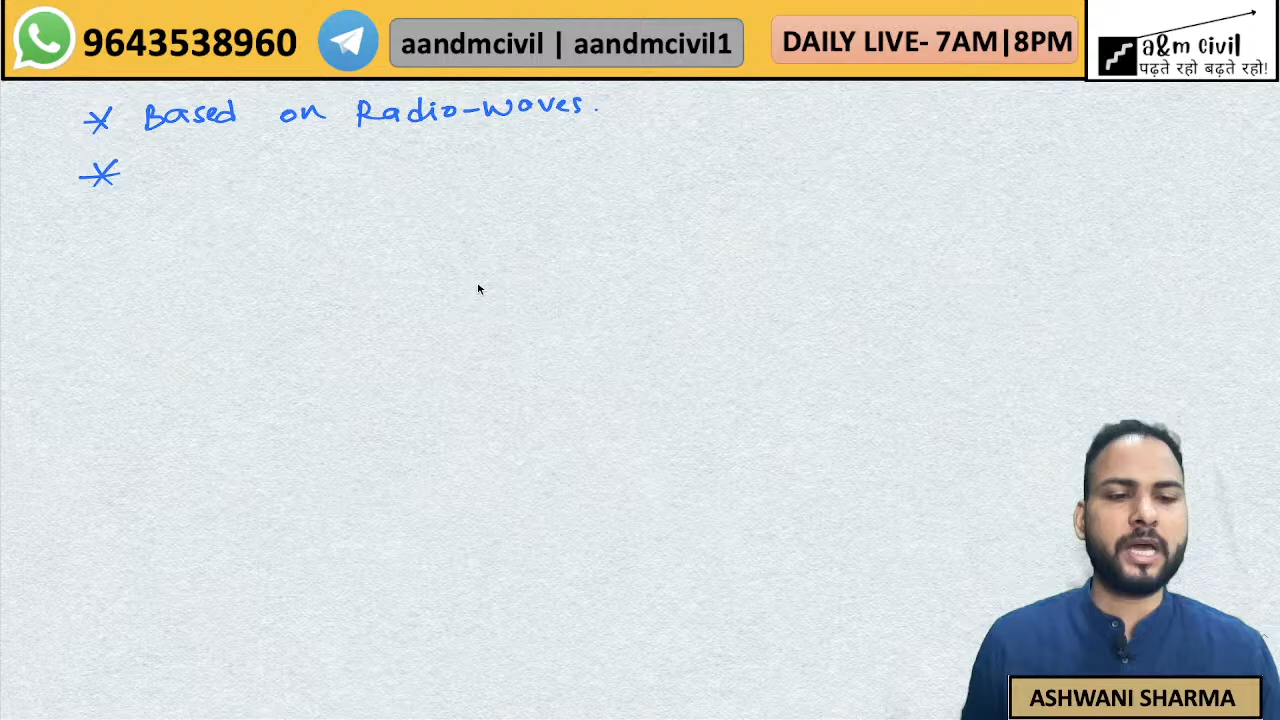 9643538960
aandmcivil | aandmcivil1
DAILY LIVE- 7AM|8PM
a&m civil
पढ़ते रहो बढ़ते रहो!
* Based on Radio-waves.
*
ASHWANI SHARMA